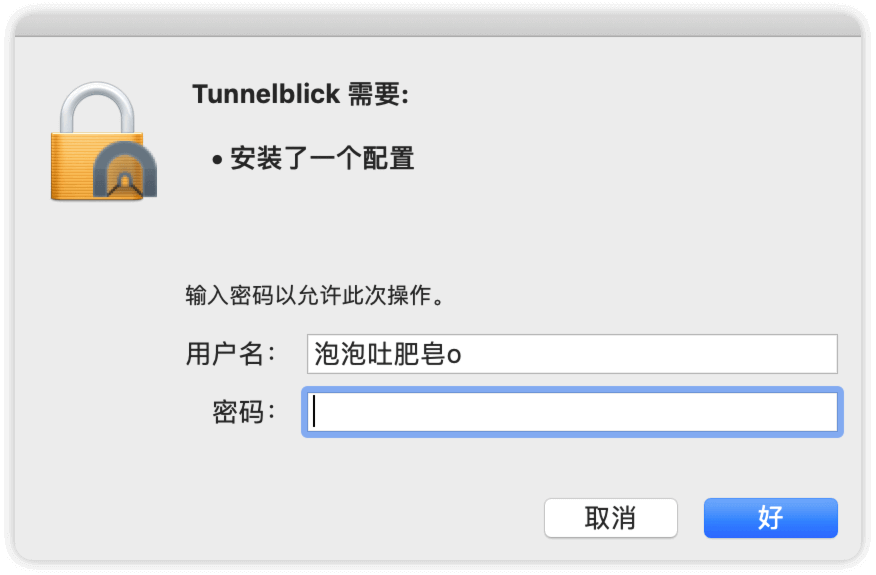 Tunnelblick 需要:
• 安装了一个配置
输入密码以允许此次操作。
用户名: 泡泡吐肥皂o
密码:
取消 好